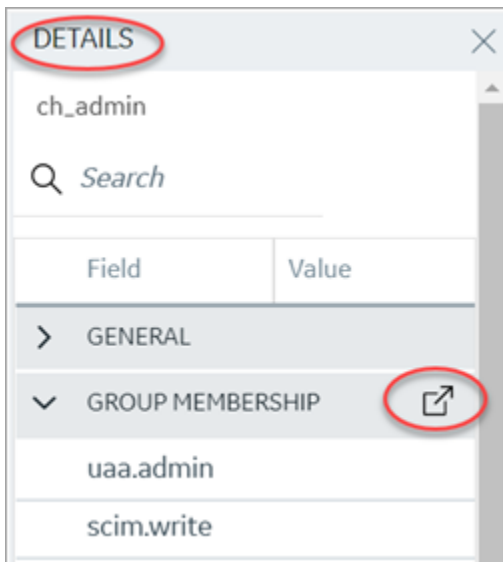 DETAILS
ch_admin
Search
Field Value
GENERAL
GROUP MEMBERSHIP
uaa.admin
scim.write